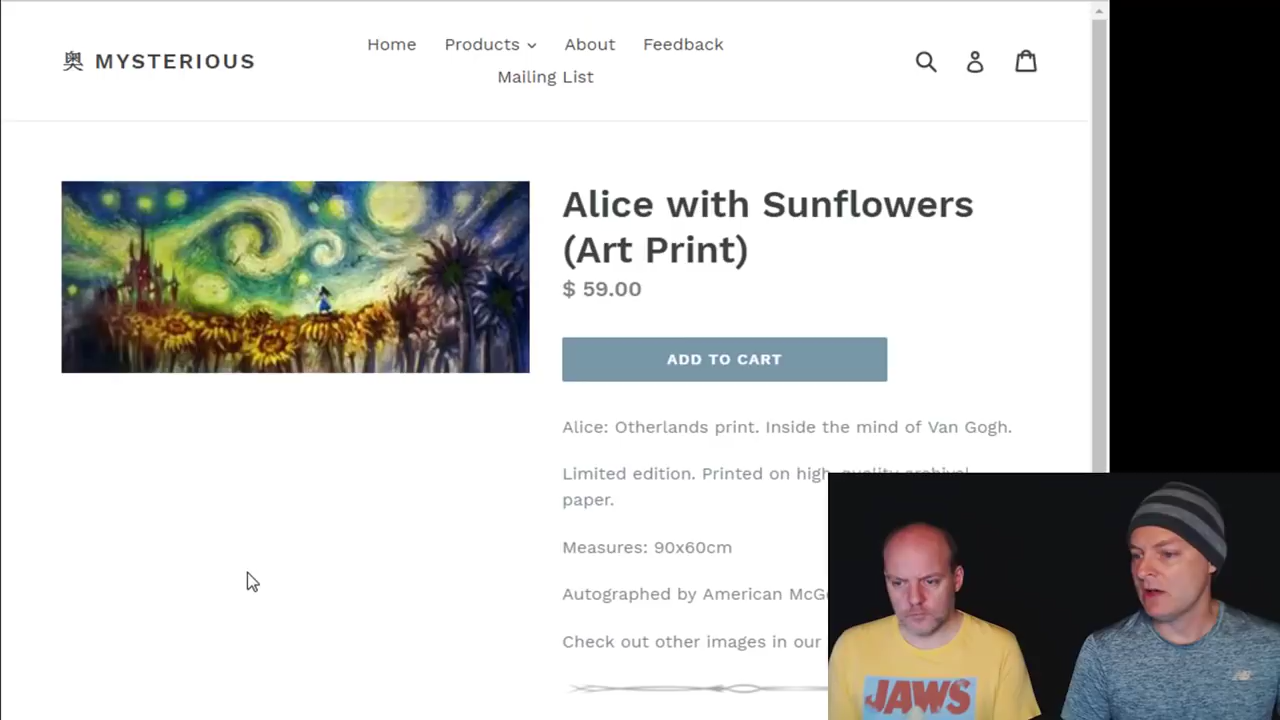 奥 MYSTERIOUS
Home Products About Feedback
Mailing List
Alice with Sunflowers
(Art Print)
$ 59.00
ADD TO CART
Alice: Otherlands print. Inside the mind of Van Gogh.
Limited edition. Printed on high quality archival
paper.
Measures: 90x60cm
Autographed by American
Check out other images in our
JAWS